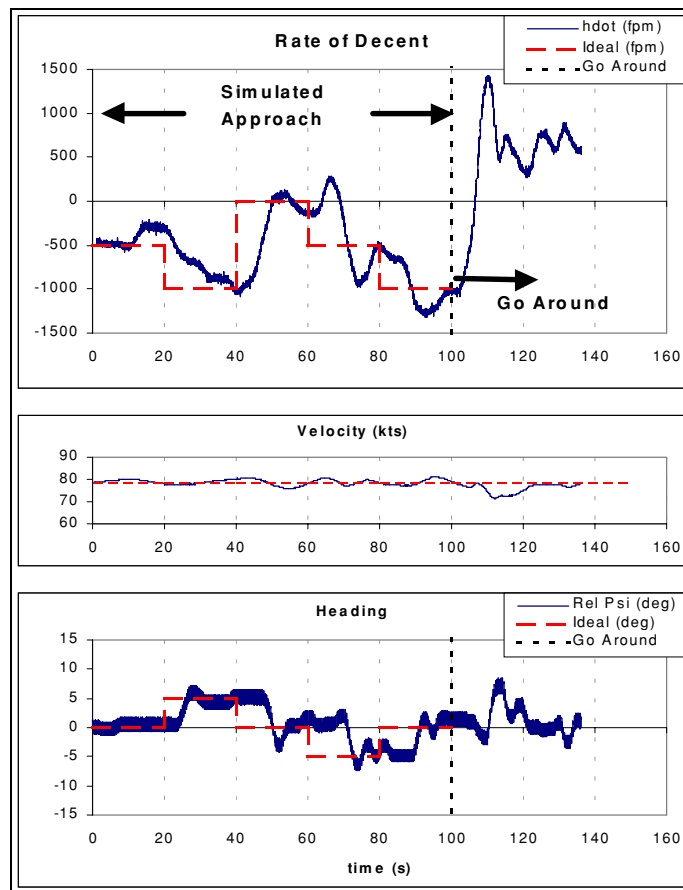 Rate of Decent
hdot (fpm)
Ideal (fpm)
Go Around
Simulated
Approach
Go Around
1500
1000
500
0
-500
-1000
-1500
0 20 40 60 80 100 120 140 160
Velocity (kts)
90
80
70
60
0 20 40 60 80 100 120 140 160
Heading
Rel Psi (deg)
Ideal (deg)
Go Around
15
10
5
0
-5
-10
-15
0 20 40 60 80 100 120 140 160
time (s)